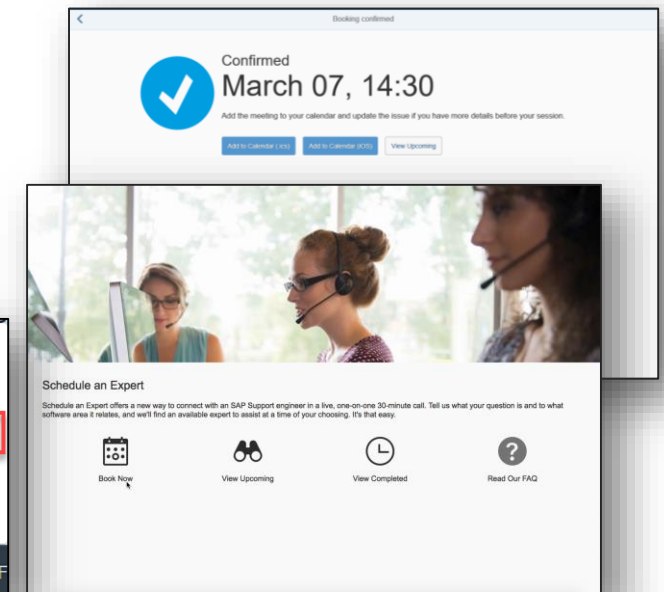 Booking confirmed
Confirmed
March 07, 14:30
Add the meeting to your calendar and update the issue if you have more details before your session.
Add to Calendar (.ics) Add to Calendar (iOS) View Upcoming
Schedule an Expert
Schedule an Expert offers a new way to connect with an SAP Support engineer in a live, one-on-one 30-minute call. Tell us what your question is and to what
software area it relates, and we'll find an available expert to assist at a time of your choosing. It's that easy.
Book Now View Upcoming View Completed Read Our FAQ
F